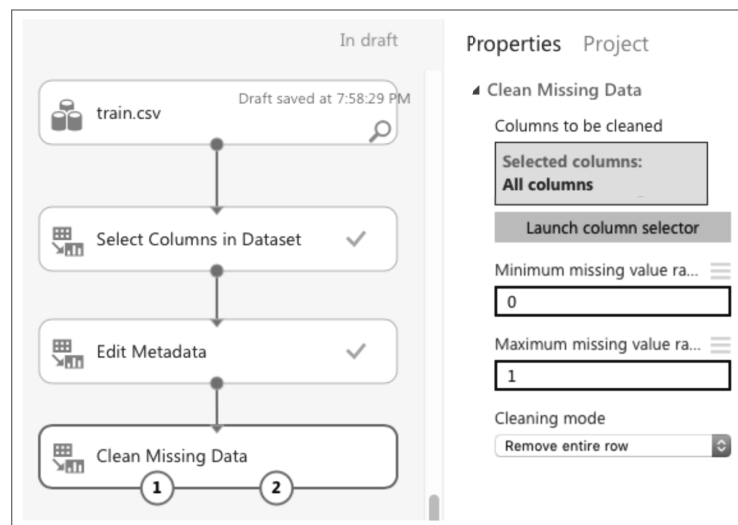 In draft
train.csv
Draft saved at 7:58:29 PM
Select Columns in Dataset
Edit Metadata
Clean Missing Data
1
2
Properties Project
Clean Missing Data
Columns to be cleaned
Selected columns:
All columns
Launch column selector
Minimum missing value ra...
0
Maximum missing value ra...
1
Cleaning mode
Remove entire row